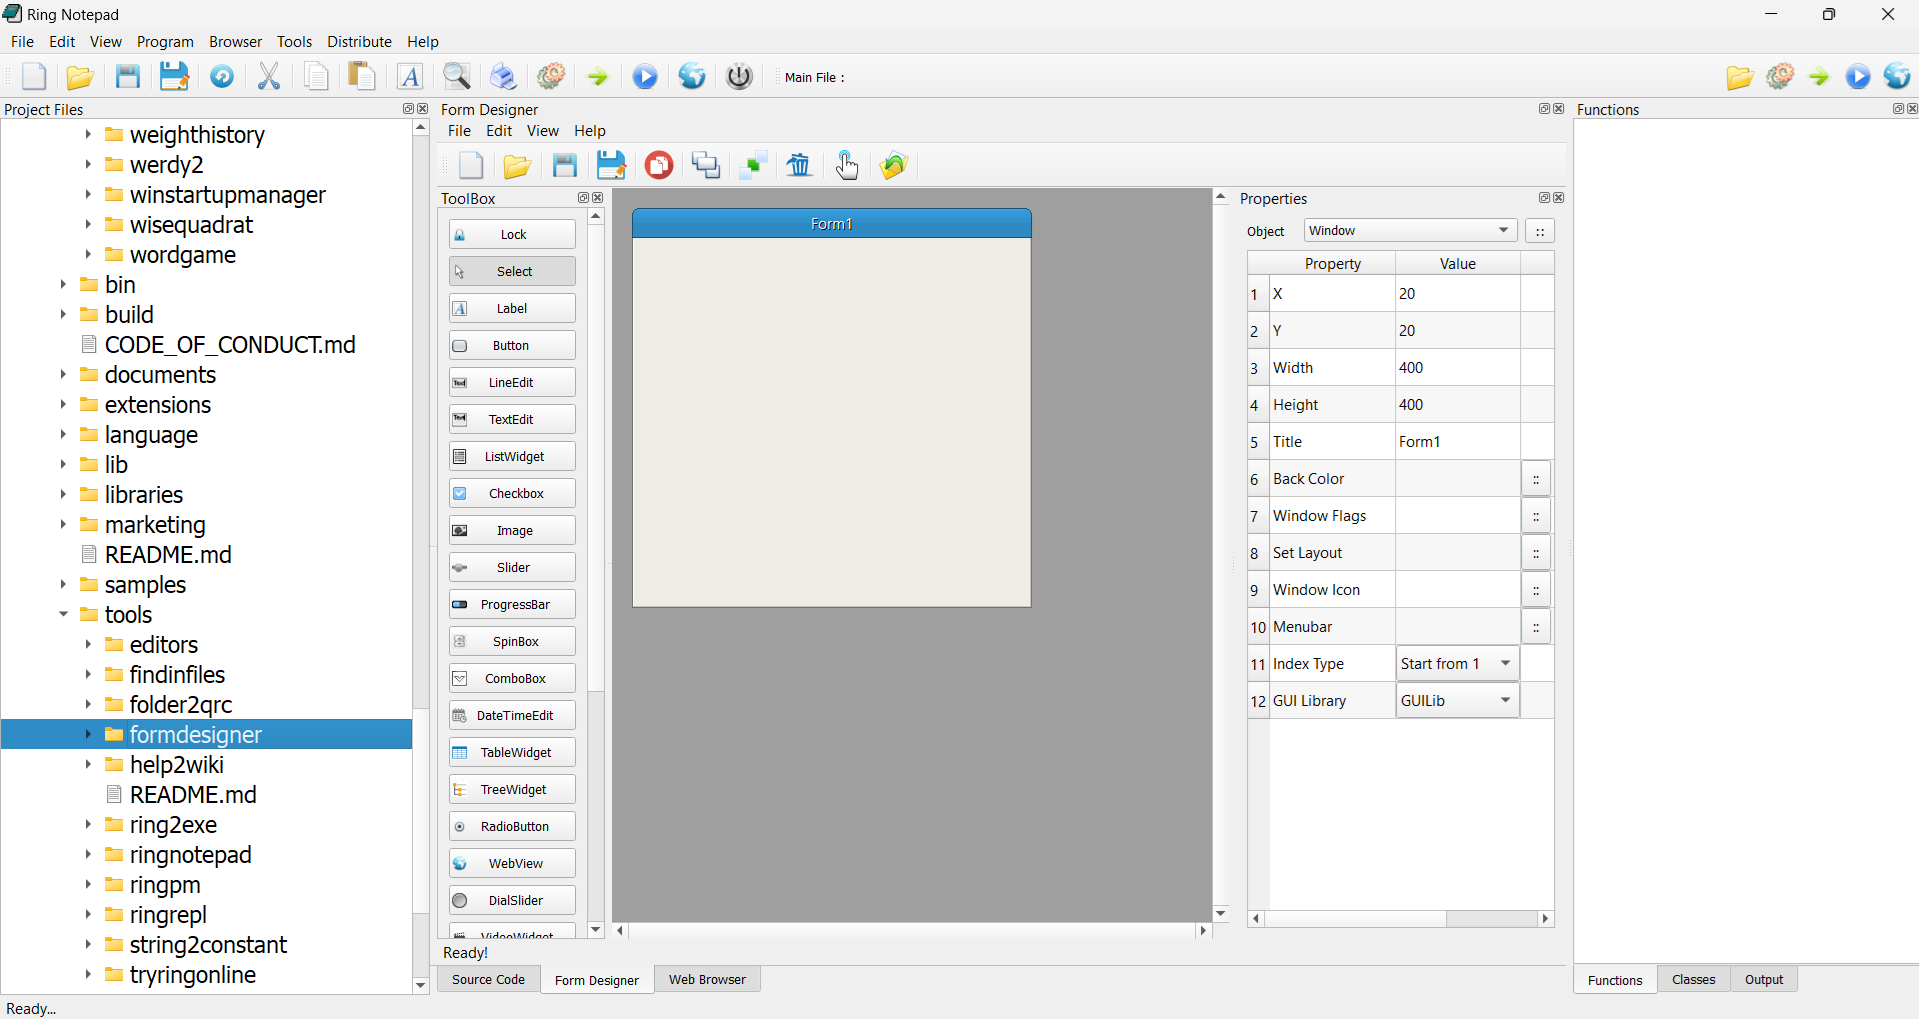 Ring Notepad
File Edit View Program Browser Tools Distribute Help
Main File :
Project Files
weighthistory
werdy2
winstartupmanager
wisequadrat
wordgame
bin
build
CODE_OF_CONDUCT.md
documents
extensions
language
lib
libraries
marketing
README.md
samples
tools
editors
findinfiles
folder2qrc
formdesigner
help2wiki
README.md
ring2exe
ringnotepad
ringpm
ringrepl
string2constant
tryringonline
Form Designer
File Edit View Help
ToolBox
Lock
Select
Label
Button
LineEdit
TextEdit
ListWidget
Checkbox
Image
Slider
ProgressBar
SpinBox
ComboBox
DateTimeEdit
TableWidget
TreeWidget
RadioButton
WebView
DialSlider
VideoWidget
Form1
Properties
Object Window ::
Property Value
1 X 20
2 Y 20
3 Width 400
4 Height 400
5 Title Form1
6 Back Color ::
7 Window Flags ::
8 Set Layout ::
9 Window Icon ::
10 Menubar ::
11 Index Type Start from 1
12 GUI Library GUILib
Ready!
Source Code Form Designer Web Browser
Functions
Functions Classes Output
Ready...